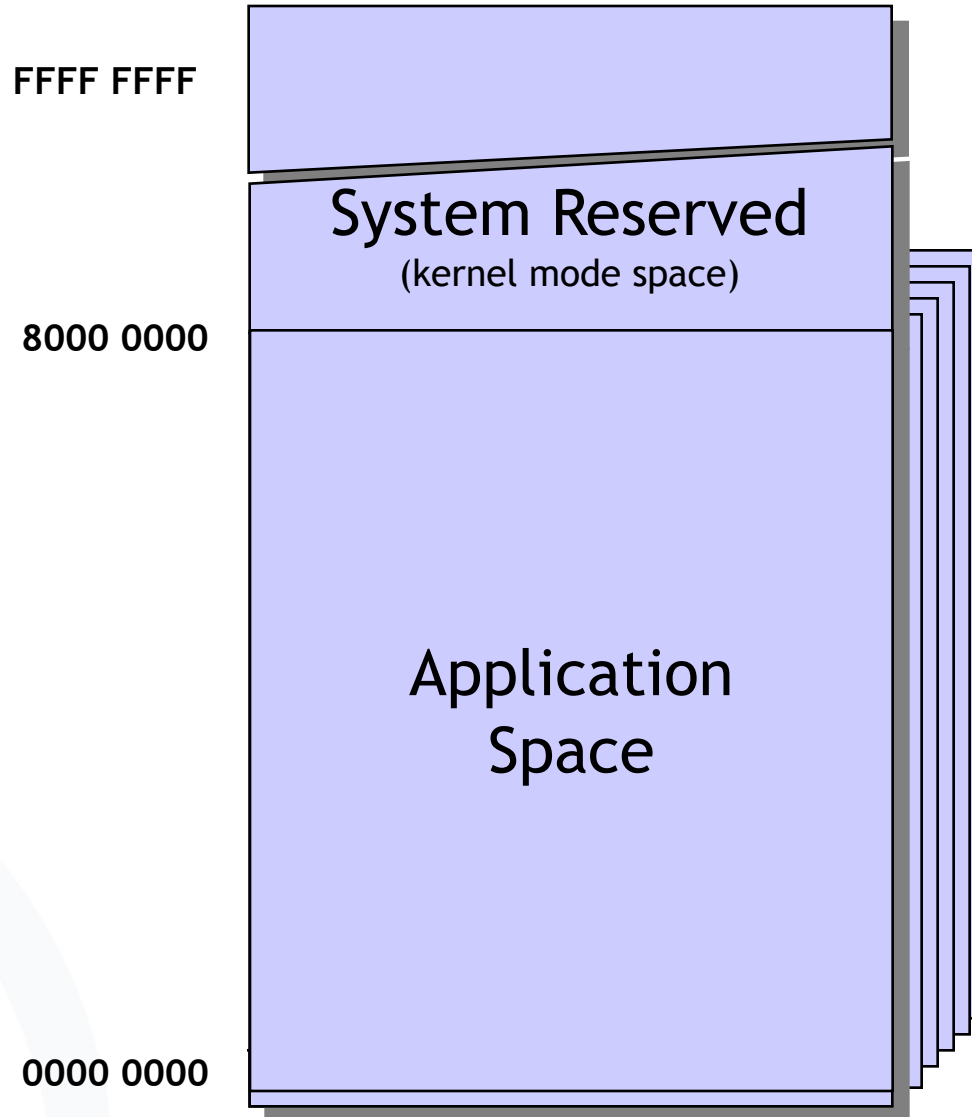 FFFF FFFF
System Reserved
(kernel mode space)
8000 0000
Application
Space
0000 0000